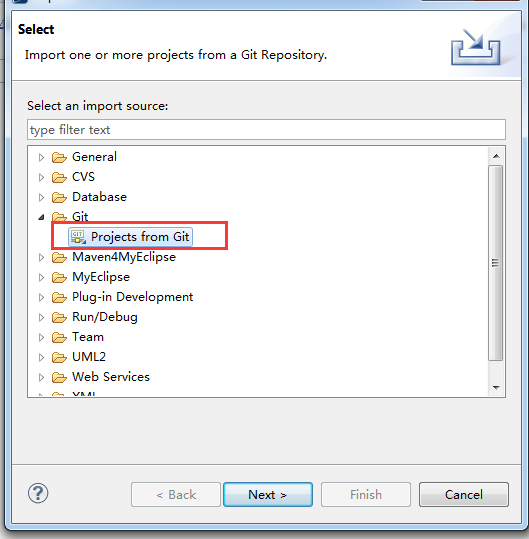 Select
Import one or more projects from a Git Repository.
Select an import source:
type filter text
General
CVS
Database
Git
GIT
Projects from Git
Maven4MyEclipse
MyEclipse
Plug-in Development
Run/Debug
Team
UML2
Web Services
XML
?
< Back
Next >
Finish
Cancel